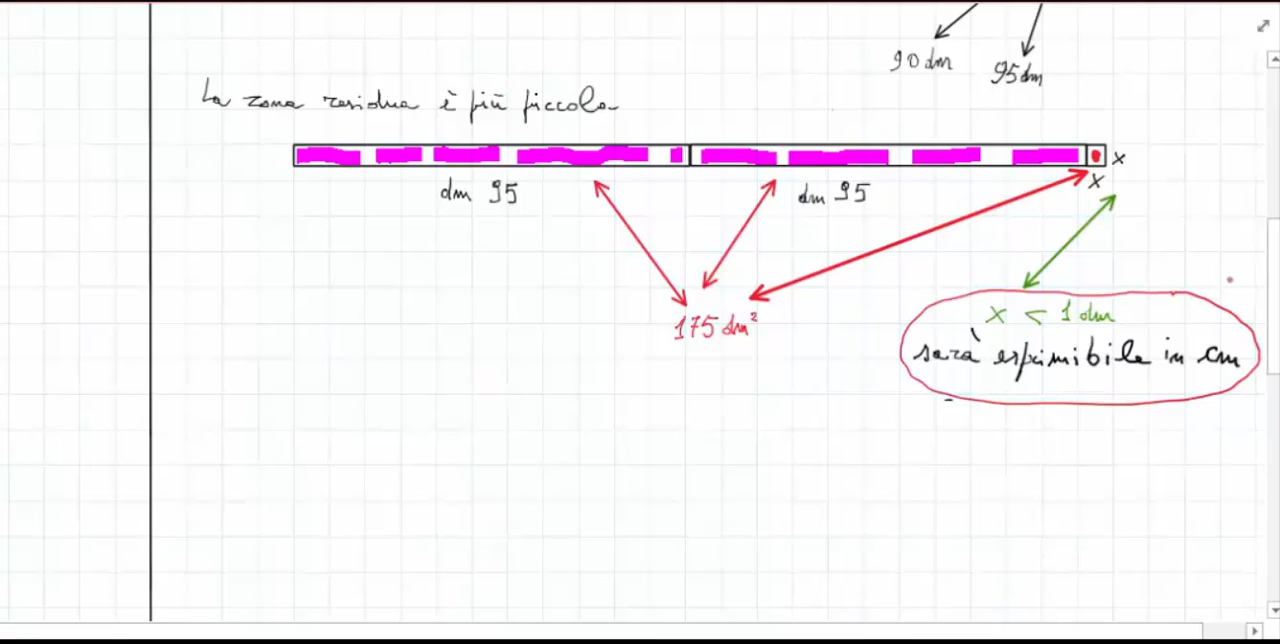 90 dm
95 dm
La zona residua è più piccola
x
x
dm 95
dm 95
175 dm²
x < 1 dm
sarà esprimibile in cm